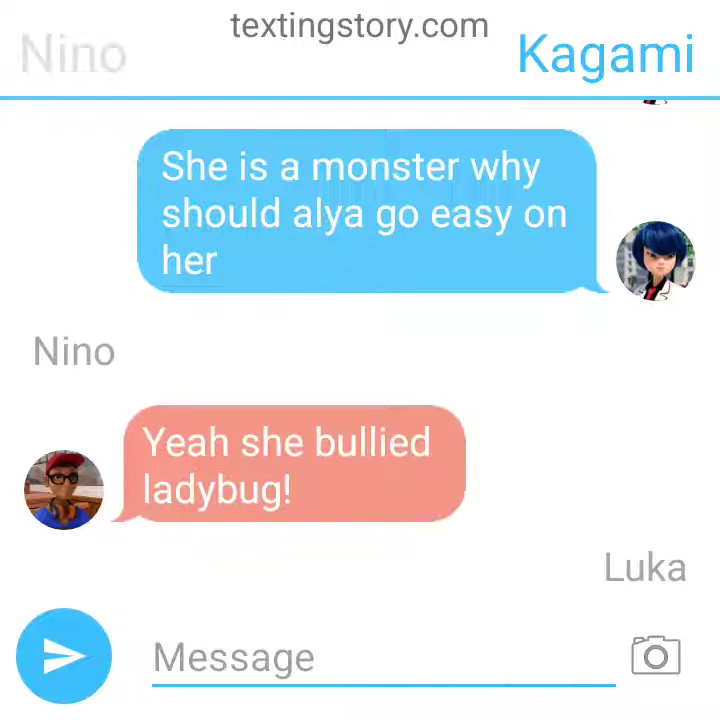 textingstory.com
Nino
Kagami
She is a monster why
should alya go easy on
her
Nino
Yeah she bullied
ladybug!
Luka
Message